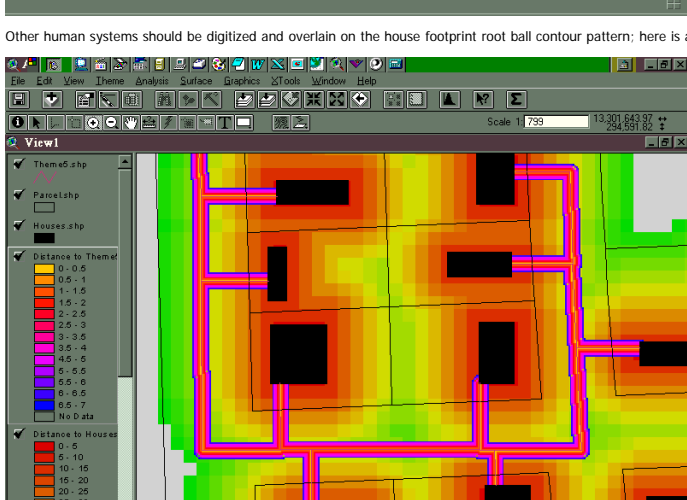 Other human systems should be digitized and overlain on the house footprint root ball contour pattern; here is a
File Edit View Theme Analysis Surface Graphics XTools Window Help
Scale 1: 799
13,301,643.97
294,591.82
View1
Theme5.shp
Parcel.shp
Houses.shp
Distance to Theme5
0 - 0.5
0.5 - 1
1 - 1.5
1.5 - 2
2 - 2.5
2.5 - 3
3 - 3.5
3.5 - 4
4.5 - 5
5 - 5.5
5.5 - 6
6 - 6.5
6.5 - 7
No Data
Distance to Houses
0 - 5
5 - 10
10 - 15
15 - 20
20 - 25